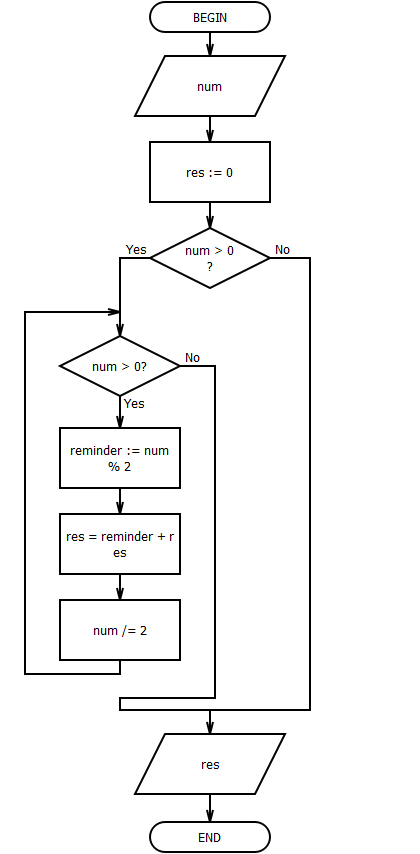 BEGIN
num
res := 0
num > 0
?
Yes
No
num > 0?
No
Yes
reminder := num
% 2
res = reminder + r
es
num /= 2
res
END